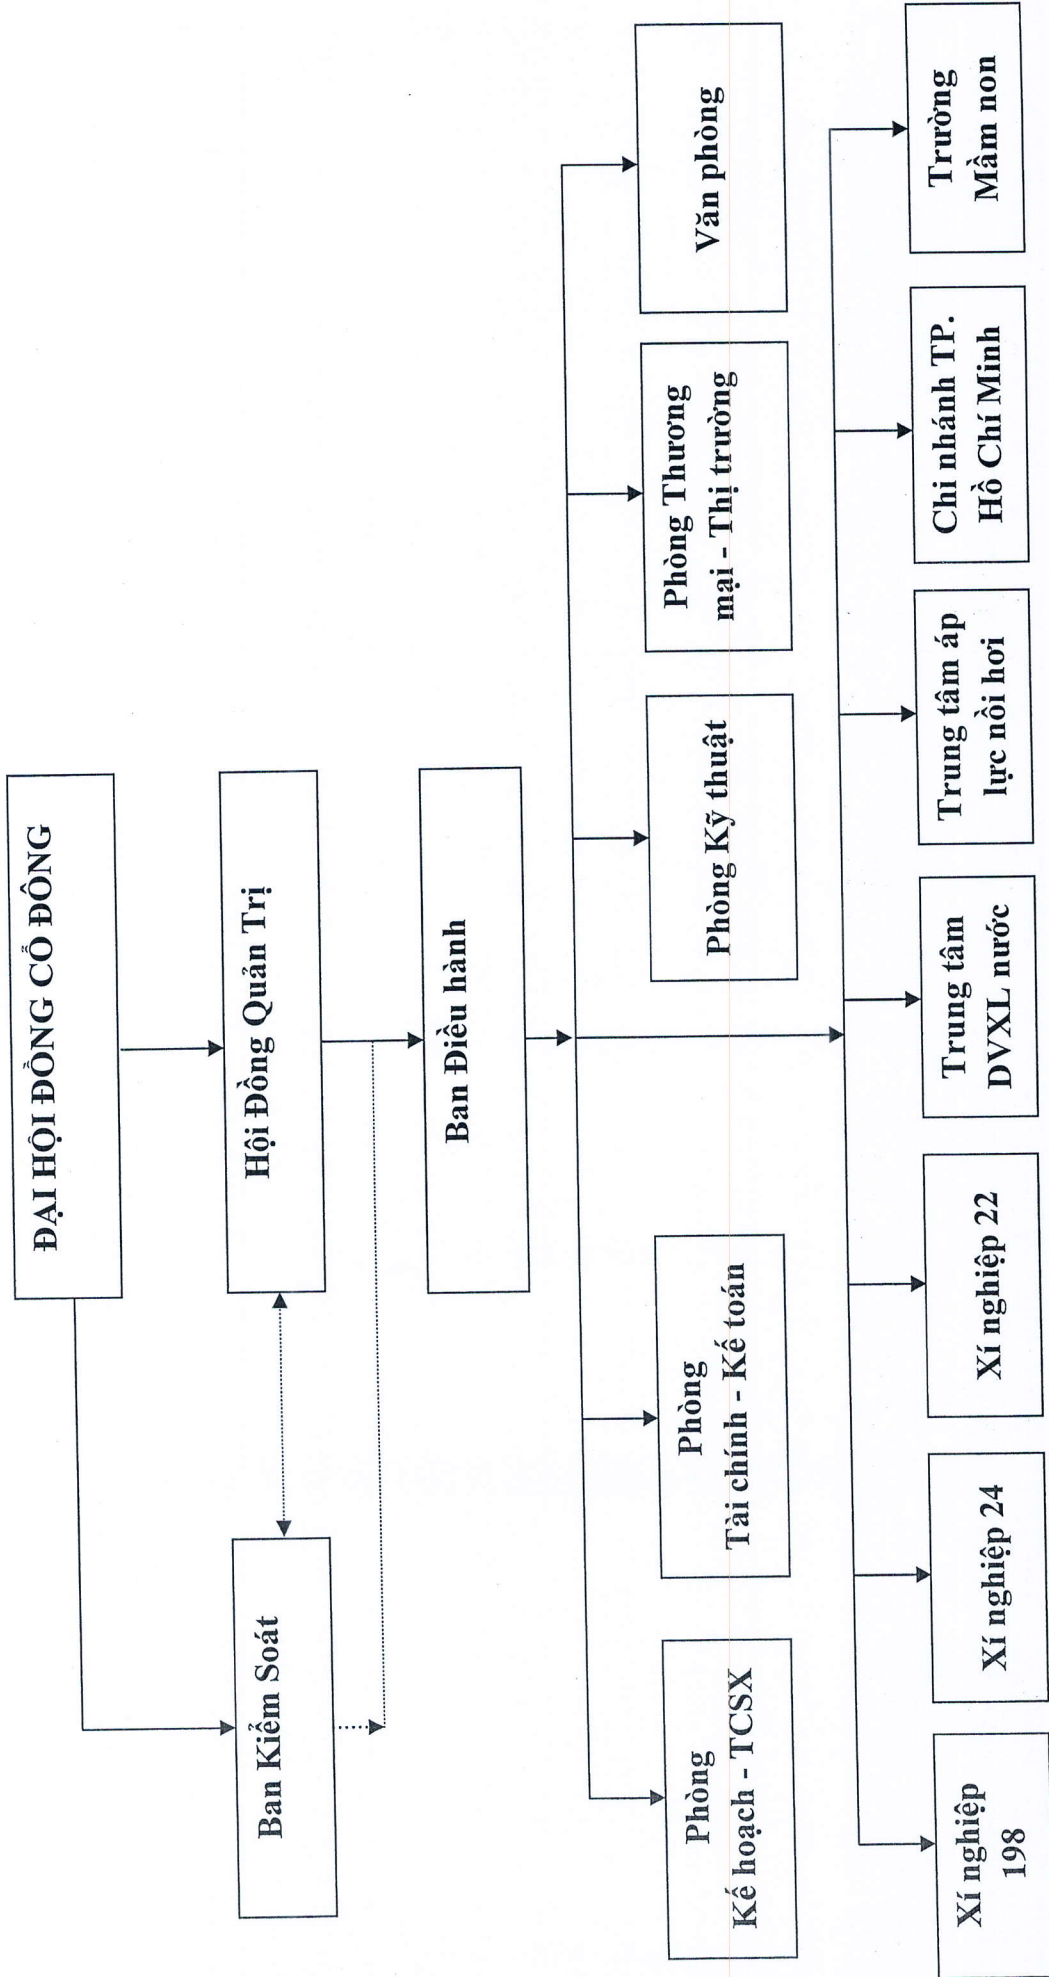 ĐẠI HỘI ĐỒNG CỔ ĐÔNG
Ban Kiểm Soát
Hội Đồng Quản Trị
Ban Điều hành
Phòng
Kế hoạch - TCSX
Phòng
Tài chính - Kế toán
Phòng Kỹ thuật
Phòng Thương
mại - Thị trường
Văn phòng
Xí nghiệp
198
Xí nghiệp 24
Xí nghiệp 22
Trung tâm
DVXL nước
Trung tâm áp
lực nồi hơi
Chi nhánh TP.
Hồ Chí Minh
Trường
Mầm non